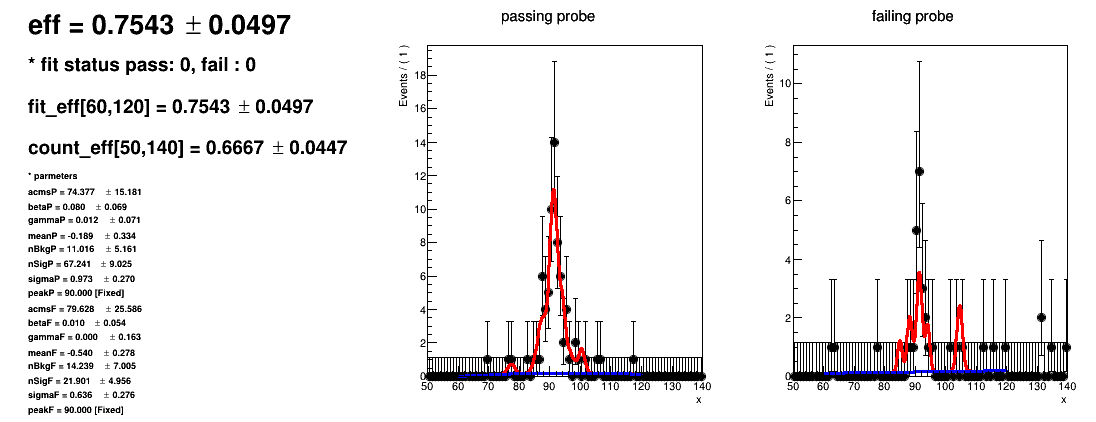 eff = 0.7543 ± 0.0497
* fit status pass: 0, fail : 0
fit_eff[60,120] = 0.7543 ± 0.0497
count_eff[50,140] = 0.6667 ± 0.0447
* parmeters
acmsP = 74.377 ± 15.181
betaP = 0.080 ± 0.069
gammaP = 0.012 ± 0.071
meanP = -0.189 ± 0.334
nBkgP = 11.016 ± 5.161
nSigP = 67.241 ± 9.025
sigmaP = 0.973 ± 0.270
peakP = 90.000 [Fixed]
acmsF = 79.628 ± 25.586
betaF = 0.010 ± 0.054
gammaF = 0.000 ± 0.163
meanF = -0.540 ± 0.278
nBkgF = 14.239 ± 7.005
nSigF = 21.901 ± 4.956
sigmaF = 0.636 ± 0.276
peakF = 90.000 [Fixed]
passing probe
Events / ( 1 )
18
16
14
12
10
8
6
4
2
0
50 60 70 80 90 100 110 120 130 140
x
failing probe
Events / ( 1 )
10
8
6
4
2
0
50 60 70 80 90 100 110 120 130 140
x